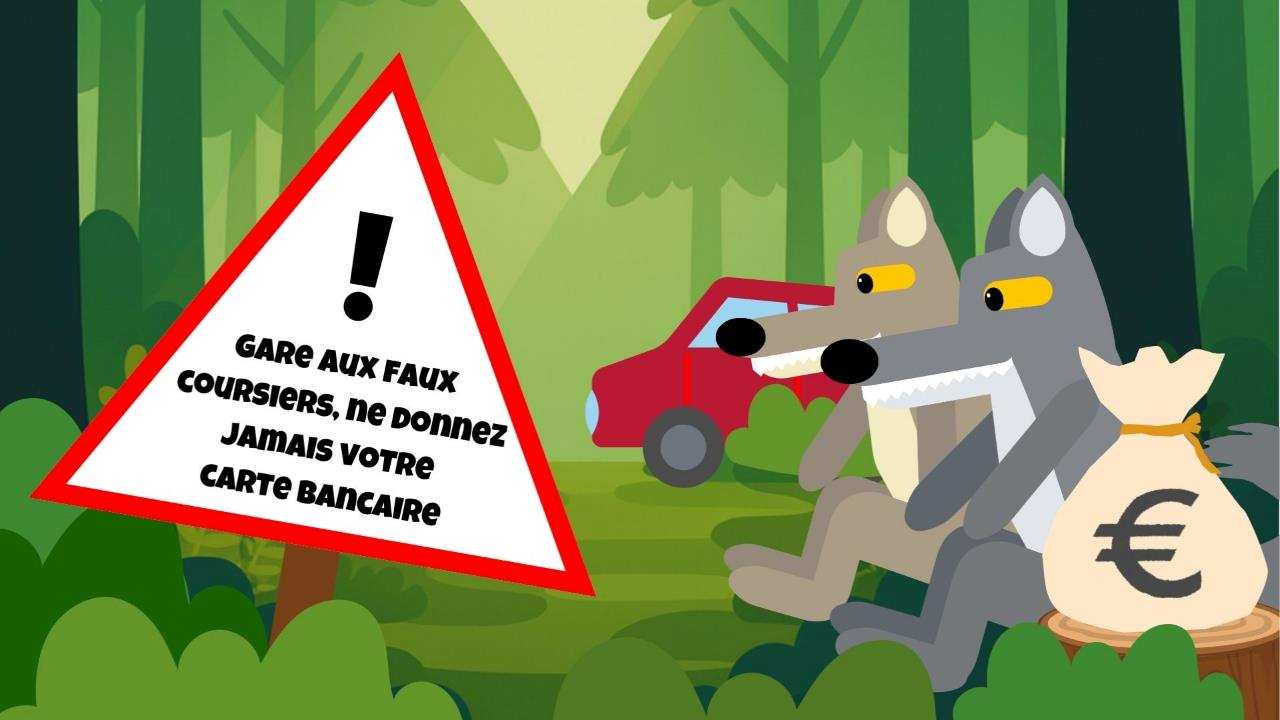 !
Gare aux faux
coursiers, ne donnez
jamais votre
carte bancaire
€